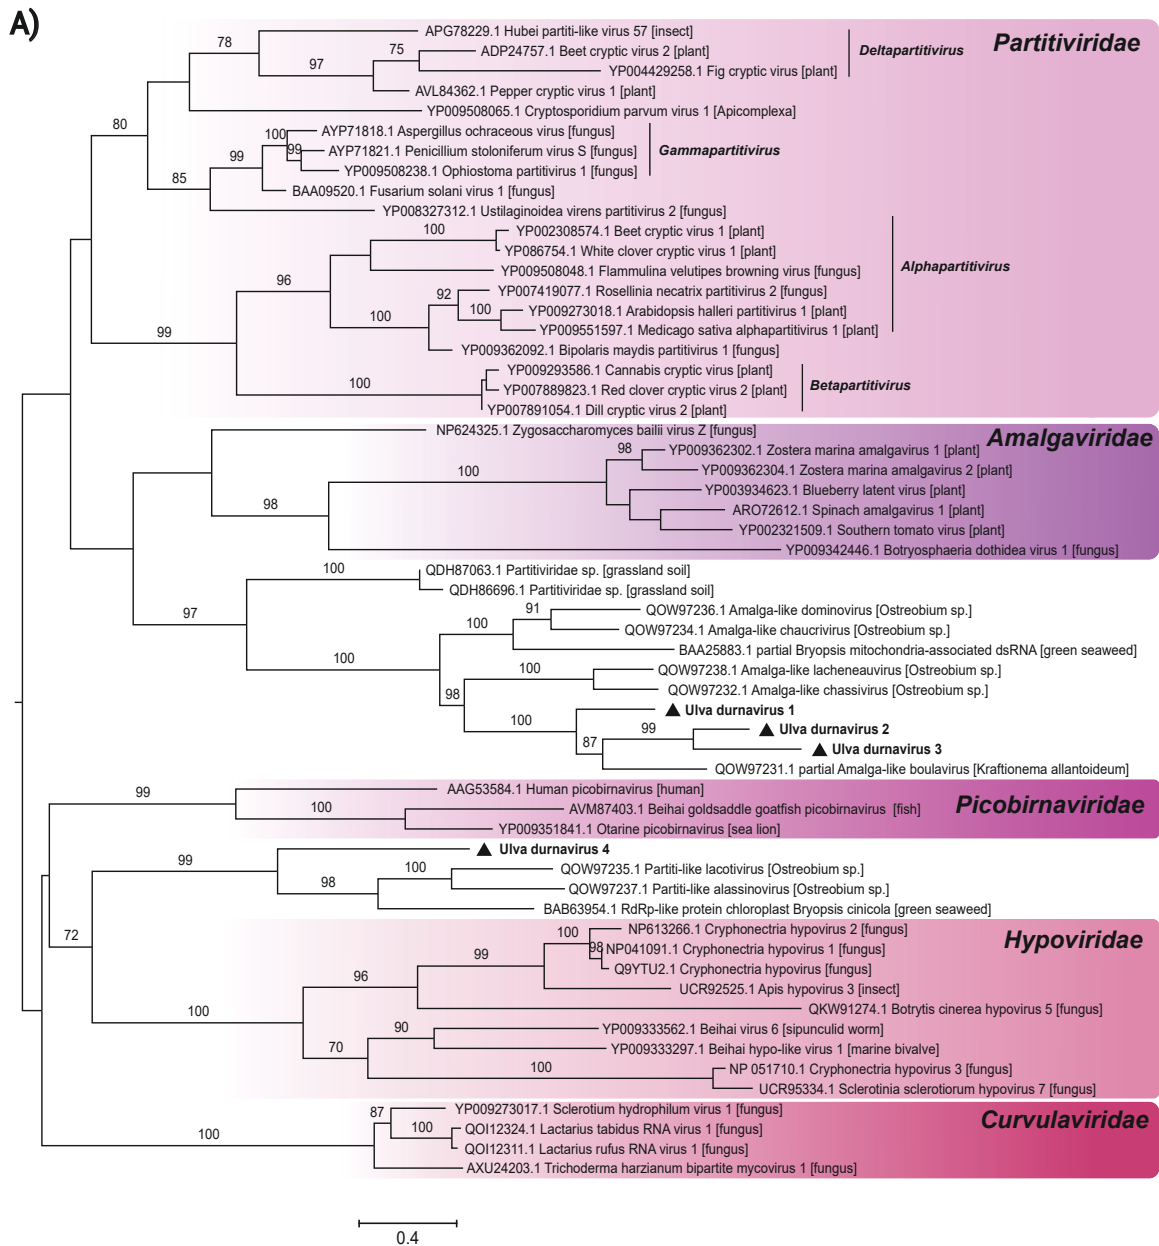 A)
Partitiviridae
APG78229.1 Hubei partiti-like virus 57 [insect]
78
Deltapartitivirus
75
ADP24757.1 Beet cryptic virus 2 [plant]
97
YP004429258.1 Fig cryptic virus [plant]
AVL84362.1 Pepper cryptic virus 1 [plant]
YP009508065.1 Cryptosporidium parvum virus 1 [Apicomplexa]
80
100
AYP71818.1 Aspergillus ochraceous virus [fungus]
99
AYP71821.1 Penicillium stoloniferum virus S [fungus]
Gammapartitivirus
99
YP009508238.1 Ophiostoma partitivirus 1 [fungus]
85
BAA09520.1 Fusarium solani virus 1 [fungus]
YP008327312.1 Ustilaginoidea virens partitivirus 2 [fungus]
100
YP002308574.1 Beet cryptic virus 1 [plant]
YP086754.1 White clover cryptic virus 1 [plant]
YP009508048.1 Flammulina velutipes browning virus [fungus]
Alphapartitivirus
96
92
YP007419077.1 Rosellinia necatrix partitivirus 2 [fungus]
100
YP009273018.1 Arabidopsis halleri partitivirus 1 [plant]
100
YP009551597.1 Medicago sativa alphapartitivirus 1 [plant]
99
YP009362092.1 Bipolaris maydis partitivirus 1 [fungus]
YP009293586.1 Cannabis cryptic virus [plant]
100
YP007889823.1 Red clover cryptic virus 2 [plant]
Betapartitivirus
YP007891054.1 Dill cryptic virus 2 [plant]
NP624325.1 Zygosaccharomyces bailii virus Z [fungus]
Amalgaviridae
98
YP009362302.1 Zostera marina amalgavirus 1 [plant]
100
YP009362304.1 Zostera marina amalgavirus 2 [plant]
YP003934623.1 Blueberry latent virus [plant]
98
ARO72612.1 Spinach amalgavirus 1 [plant]
YP002321509.1 Southern tomato virus [plant]
YP009342446.1 Botryosphaeria dothidea virus 1 [fungus]
100
QDH87063.1 Partitiviridae sp. [grassland soil]
QDH86696.1 Partitiviridae sp. [grassland soil]
97
91
QOW97236.1 Amalga-like dominovirus [Ostreobium sp.]
100
QOW97234.1 Amalga-like chaucrivirus [Ostreobium sp.]
BAA25883.1 partial Bryopsis mitochondria-associated dsRNA [green seaweed]
100
100
QOW97238.1 Amalga-like lacheneauvirus [Ostreobium sp.]
98
QOW97232.1 Amalga-like chassivirus [Ostreobium sp.]
Ulva durnavirus 1
100
99
Ulva durnavirus 2
87
Ulva durnavirus 3
QOW97231.1 partial Amalga-like boulavirus [Kraftionema allantoideum]
99
AAG53584.1 Human picobirnavirus [human]
Picobirnaviridae
100
AVM87403.1 Beihai goldsaddle goatfish picobirnavirus [fish]
YP009351841.1 Otarine picobirnavirus [sea lion]
Ulva durnavirus 4
99
100
QOW97235.1 Partiti-like lacotivirus [Ostreobium sp.]
98
QOW97237.1 Partiti-like alassinovirus [Ostreobium sp.]
BAB63954.1 RdRp-like protein chloroplast Bryopsis cinicola [green seaweed]
72
100
NP613266.1 Cryphonectria hypovirus 2 [fungus]
Hypoviridae
98
NP041091.1 Cryphonectria hypovirus 1 [fungus]
99
Q9YTU2.1 Cryphonectria hypovirus [fungus]
96
UCR92525.1 Apis hypovirus 3 [insect]
QKW91274.1 Botrytis cinerea hypovirus 5 [fungus]
100
90
YP009333562.1 Beihai virus 6 [sipunculid worm]
70
YP009333297.1 Beihai hypo-like virus 1 [marine bivalve]
100
NP 051710.1 Cryphonectria hypovirus 3 [fungus]
UCR95334.1 Sclerotinia sclerotiorum hypovirus 7 [fungus]
87
YP009273017.1 Sclerotium hydrophilum virus 1 [fungus]
Curvulaviridae
100
QOI12324.1 Lactarius tabidus RNA virus 1 [fungus]
100
QOI12311.1 Lactarius rufus RNA virus 1 [fungus]
AXU24203.1 Trichoderma harzianum bipartite mycovirus 1 [fungus]
0.4